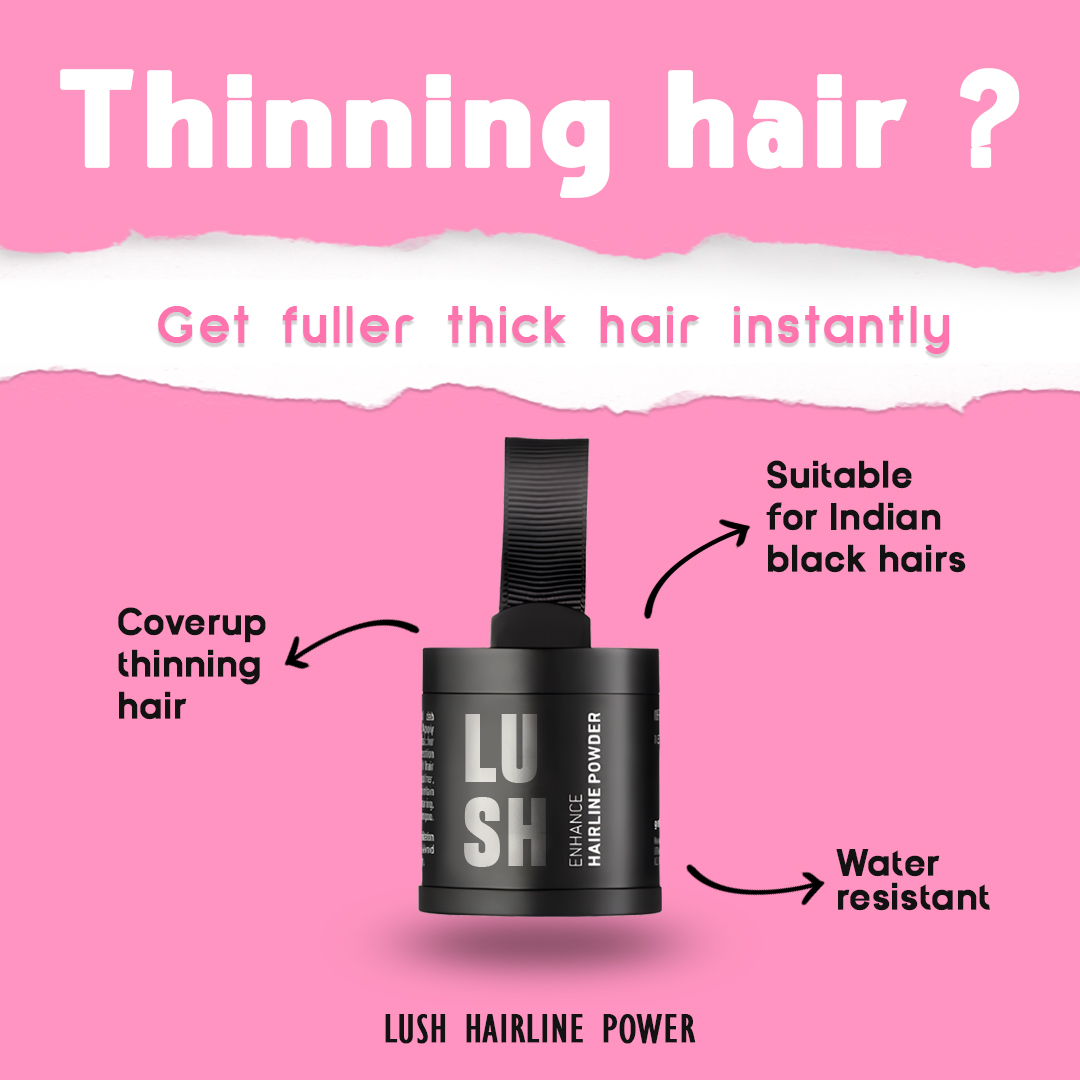 Thinning hair ?
Get fuller thick hair instantly
Suitable
for Indian
black hairs
Coverup
thinning
hair
LU
SH
ENHANCE
HAIRLINE POWDER
Water
resistant
LUSH HAIRLINE POWER